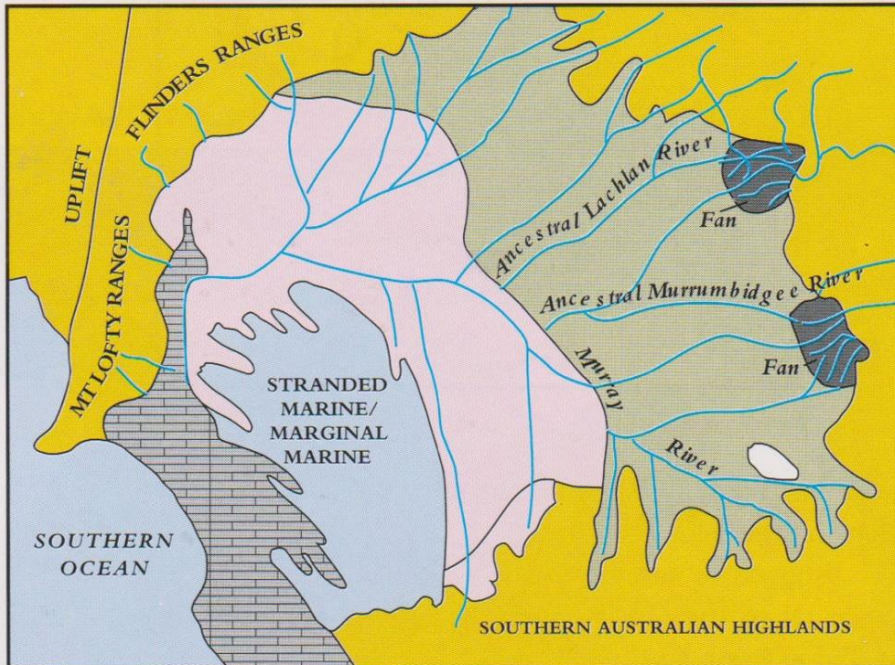 FLINDERS RANGES
UPLIFT
MT LOFTY RANGES
Ancestral Lachlan River
Fan
Ancestral Murrumbidgee River
Fan
Murray
River
STRANDED
MARINE/
MARGINAL
MARINE
SOUTHERN
OCEAN
SOUTHERN AUSTRALIAN HIGHLANDS